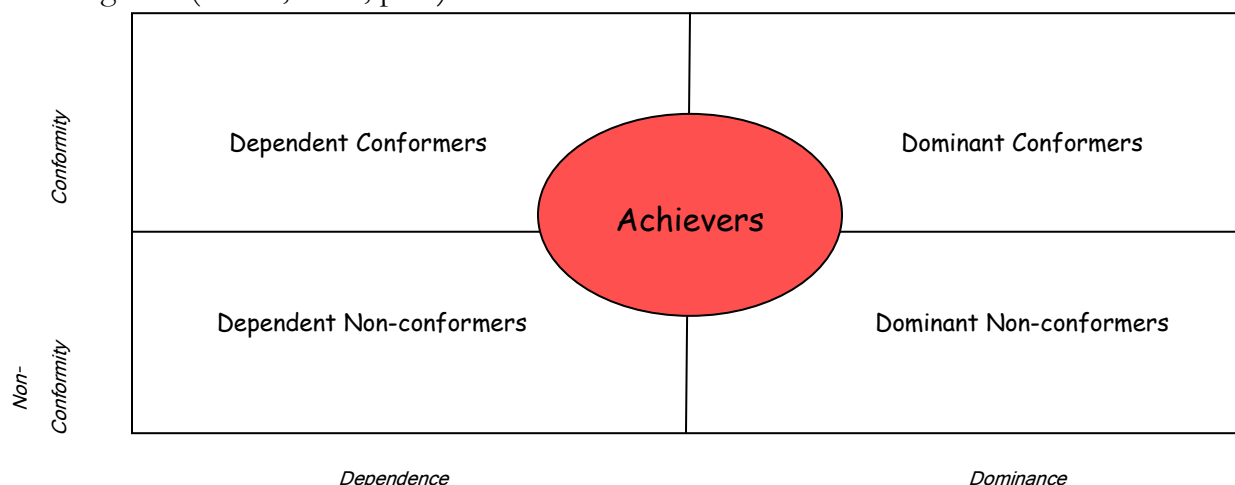 Conformity
Dependent Conformers
Dominant Conformers
Achievers
Dependent Non-conformers
Dominant Non-conformers
Non-
Conformity
Dependence
Dominance